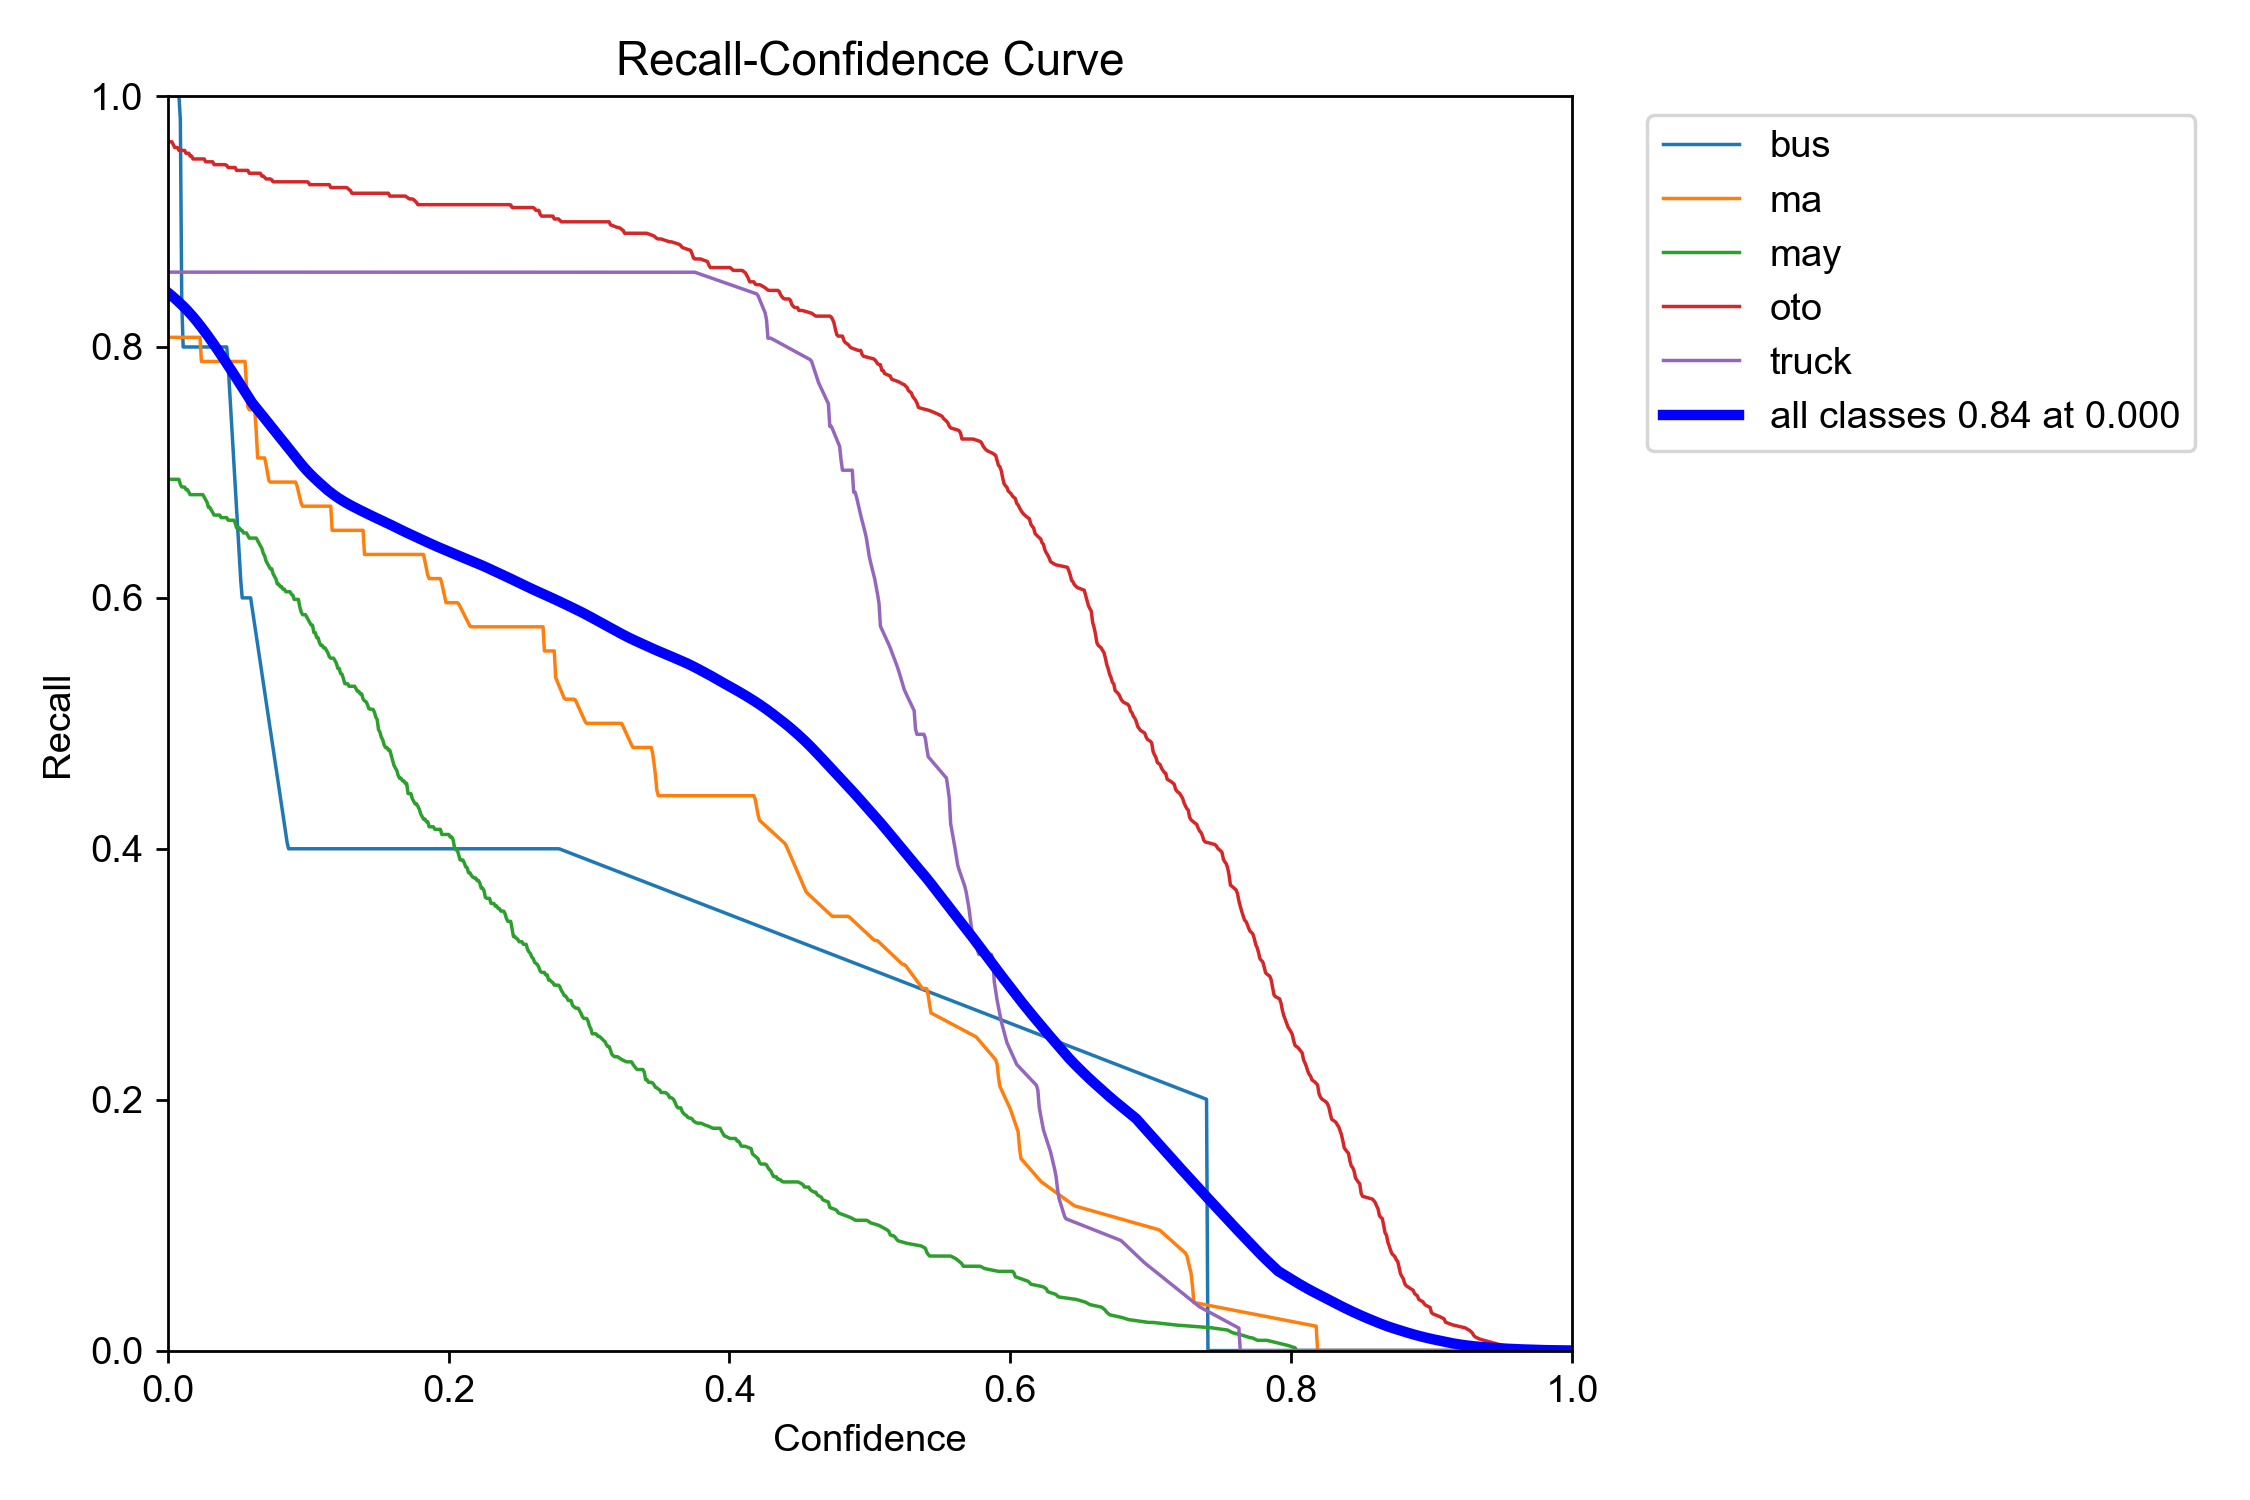 Recall-Confidence Curve
1.0
0.8
0.6
0.4
0.2
0.0
Recall
0.0 0.2 0.4 0.6 0.8 1.0
Confidence
bus
ma
may
oto
truck
all classes 0.84 at 0.000